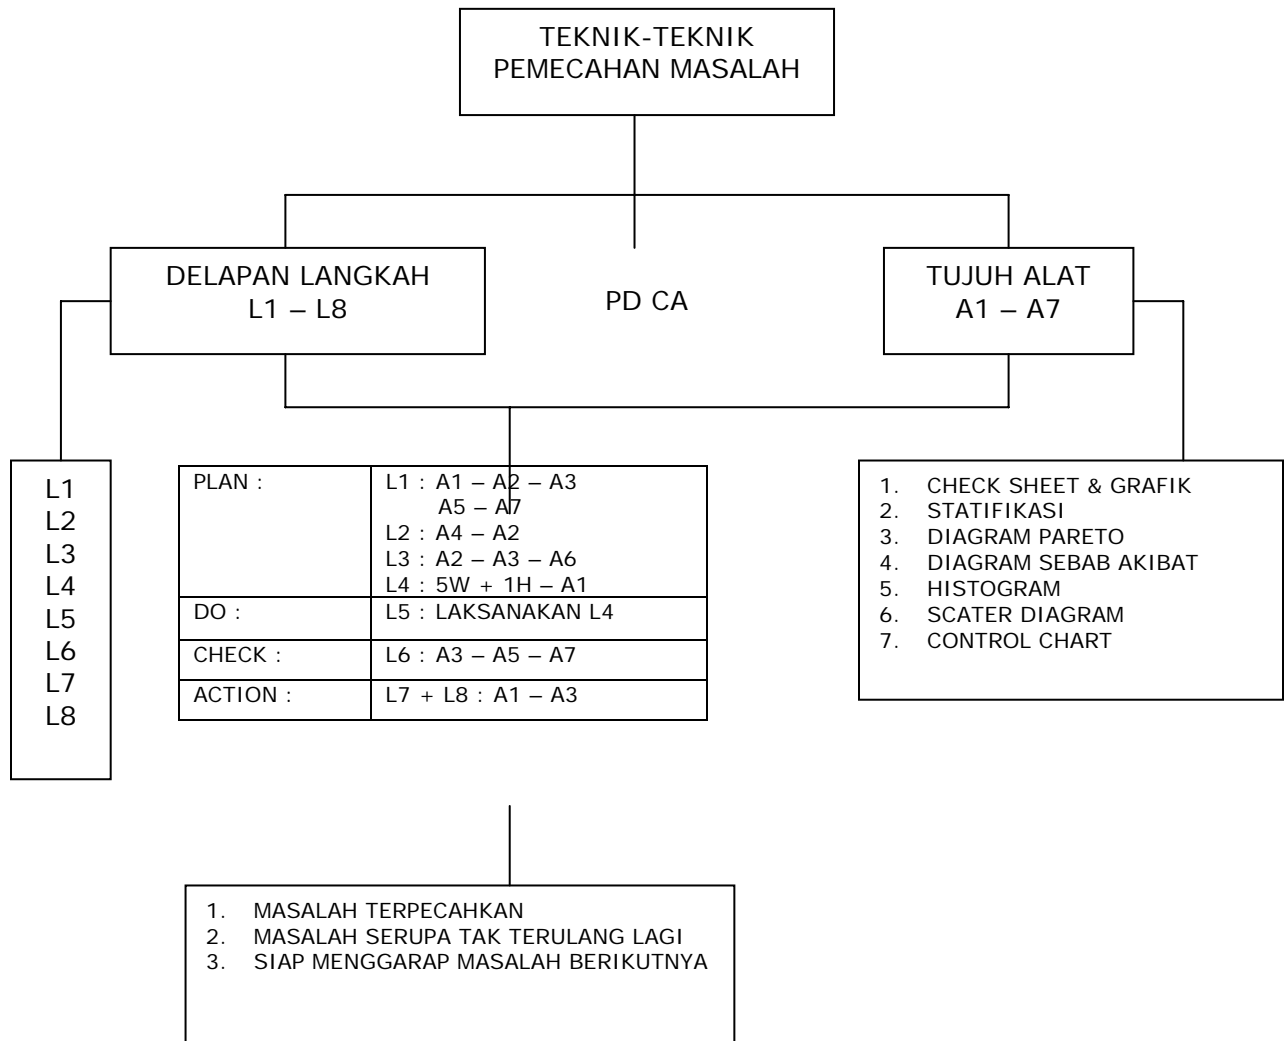 TEKNIK-TEKNIK
PEMECAHAN MASALAH
DELAPAN LANGKAH
L1 – L8
PD CA
TUJUH ALAT
A1 – A7
L1
L2
L3
L4
L5
L6
L7
L8
PLAN : L1 : A1 – A2 – A3
A5 – A7
L2 : A4 – A2
L3 : A2 – A3 – A6
L4 : 5W + 1H – A1
DO : L5 : LAKSANAKAN L4
CHECK : L6 : A3 – A5 – A7
ACTION : L7 + L8 : A1 – A3
1. CHECK SHEET & GRAFIK
2. STATIFIKASI
3. DIAGRAM PARETO
4. DIAGRAM SEBAB AKIBAT
5. HISTOGRAM
6. SCATER DIAGRAM
7. CONTROL CHART
1. MASALAH TERPECAHKAN
2. MASALAH SERUPA TAK TERULANG LAGI
3. SIAP MENGGARAP MASALAH BERIKUTNYA